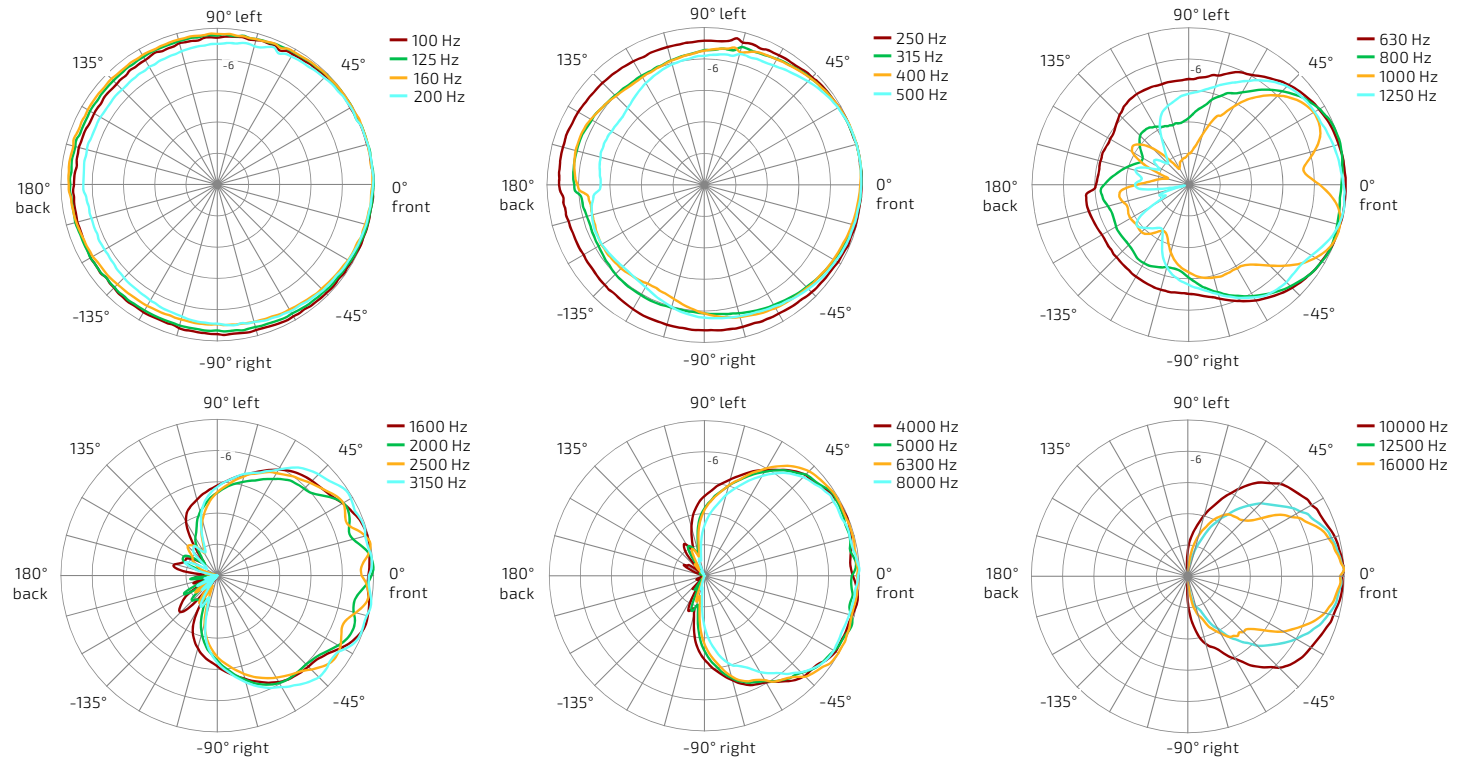 90° left
135°
45°
-6
100 Hz
125 Hz
160 Hz
200 Hz
180°
back
0°
front
-135°
-45°
-90° right
90° left
135°
45°
-6
250 Hz
315 Hz
400 Hz
500 Hz
180°
back
0°
front
-135°
-45°
-90° right
90° left
135°
45°
-6
630 Hz
800 Hz
1000 Hz
1250 Hz
180°
back
0°
front
-135°
-45°
-90° right
90° left
135°
45°
-6
1600 Hz
2000 Hz
2500 Hz
3150 Hz
180°
back
0°
front
-135°
-45°
-90° right
90° left
135°
45°
-6
4000 Hz
5000 Hz
6300 Hz
8000 Hz
180°
back
0°
front
-135°
-45°
-90° right
90° left
135°
45°
-6
10000 Hz
12500 Hz
16000 Hz
180°
back
0°
front
-135°
-45°
-90° right